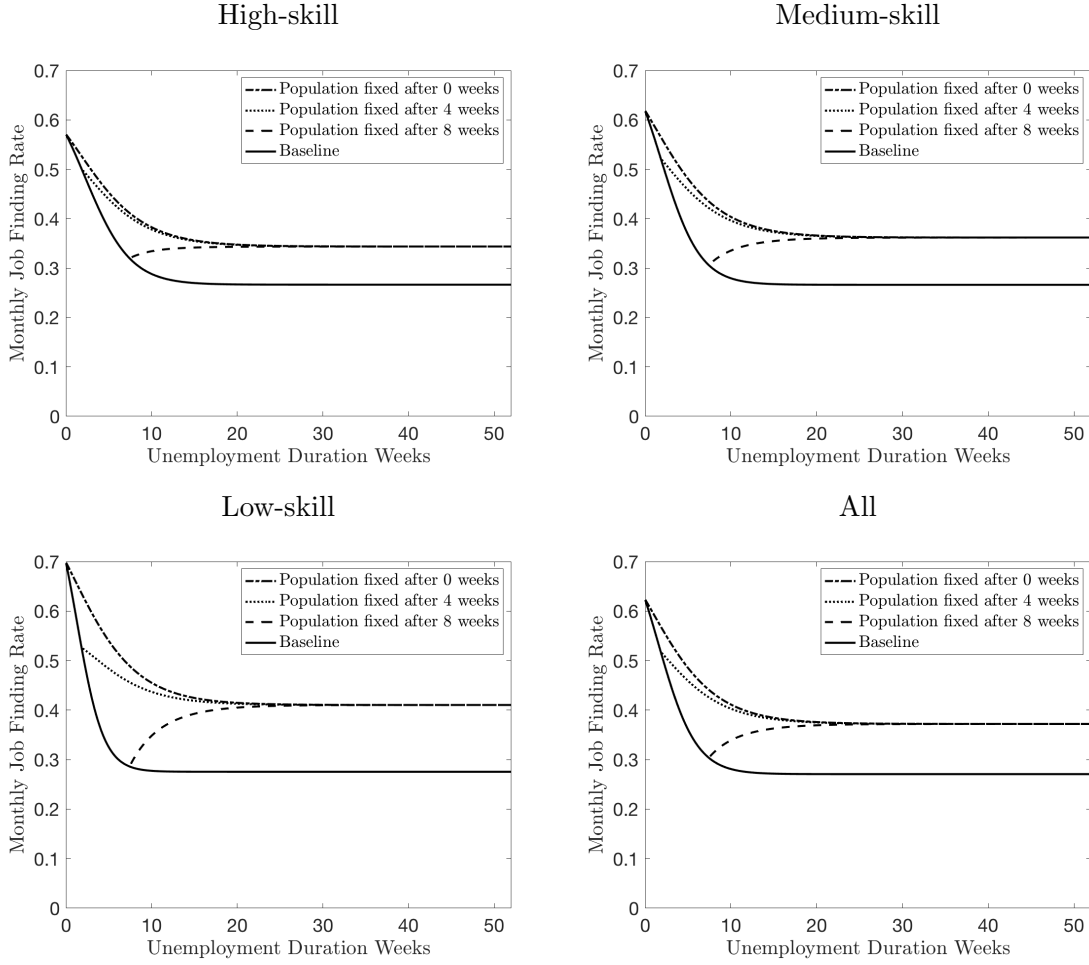 High-skill
0.7
0.6
0.5
0.4
0.3
0.2
0.1
0
Monthly Job Finding Rate
Population fixed after 0 weeks
Population fixed after 4 weeks
Population fixed after 8 weeks
Baseline
0 10 20 30 40 50
Unemployment Duration Weeks
Medium-skill
0.7
0.6
0.5
0.4
0.3
0.2
0.1
0
Monthly Job Finding Rate
Population fixed after 0 weeks
Population fixed after 4 weeks
Population fixed after 8 weeks
Baseline
0 10 20 30 40 50
Unemployment Duration Weeks
Low-skill
0.7
0.6
0.5
0.4
0.3
0.2
0.1
0
Monthly Job Finding Rate
Population fixed after 0 weeks
Population fixed after 4 weeks
Population fixed after 8 weeks
Baseline
0 10 20 30 40 50
Unemployment Duration Weeks
All
0.7
0.6
0.5
0.4
0.3
0.2
0.1
0
Monthly Job Finding Rate
Population fixed after 0 weeks
Population fixed after 4 weeks
Population fixed after 8 weeks
Baseline
0 10 20 30 40 50
Unemployment Duration Weeks